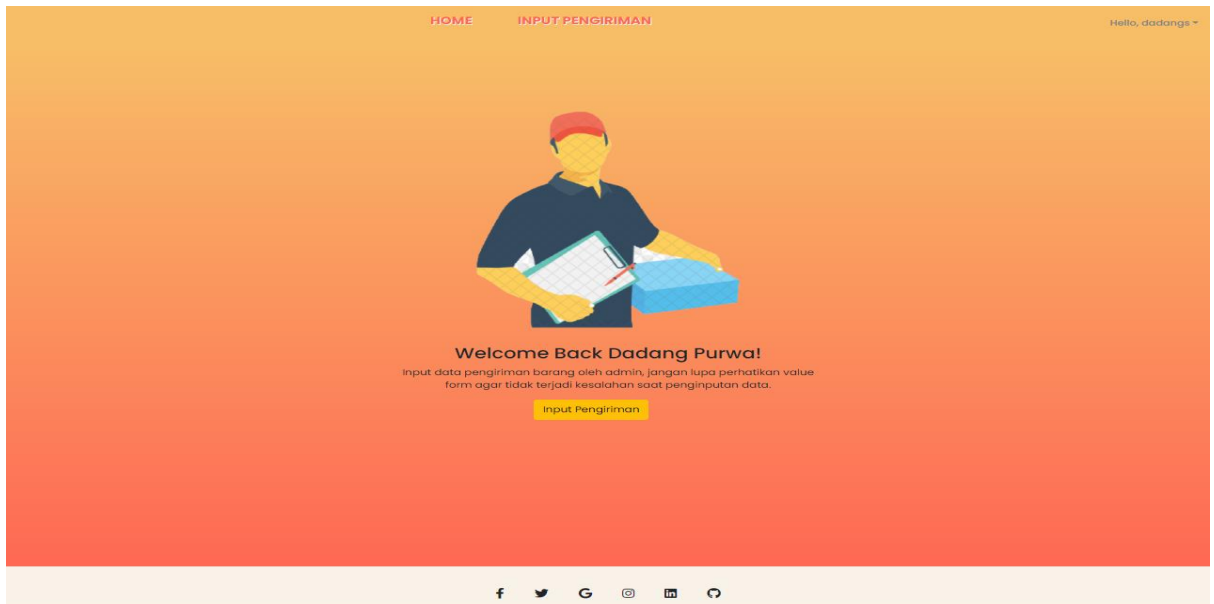 HOME INPUT PENGIRIMAN
Hello, dadangs
Welcome Back Dadang Purwa!
Input data pengiriman barang oleh admin, jangan lupa perhatikan value
form agar tidak terjadi kesalahan saat penginputan data.
Input Pengiriman